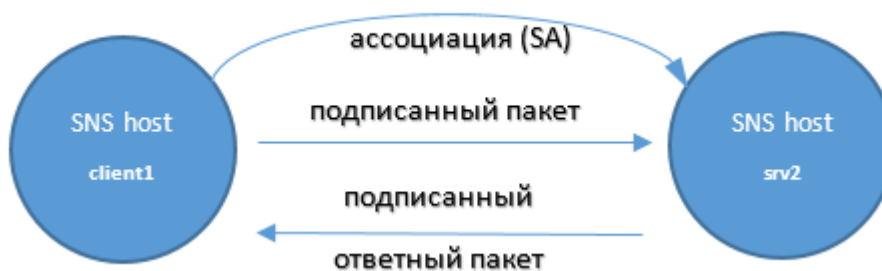 ассоциация (SA)
SNS host
client1
подписанный пакет
SNS host
srv2
подписанный
ответный пакет